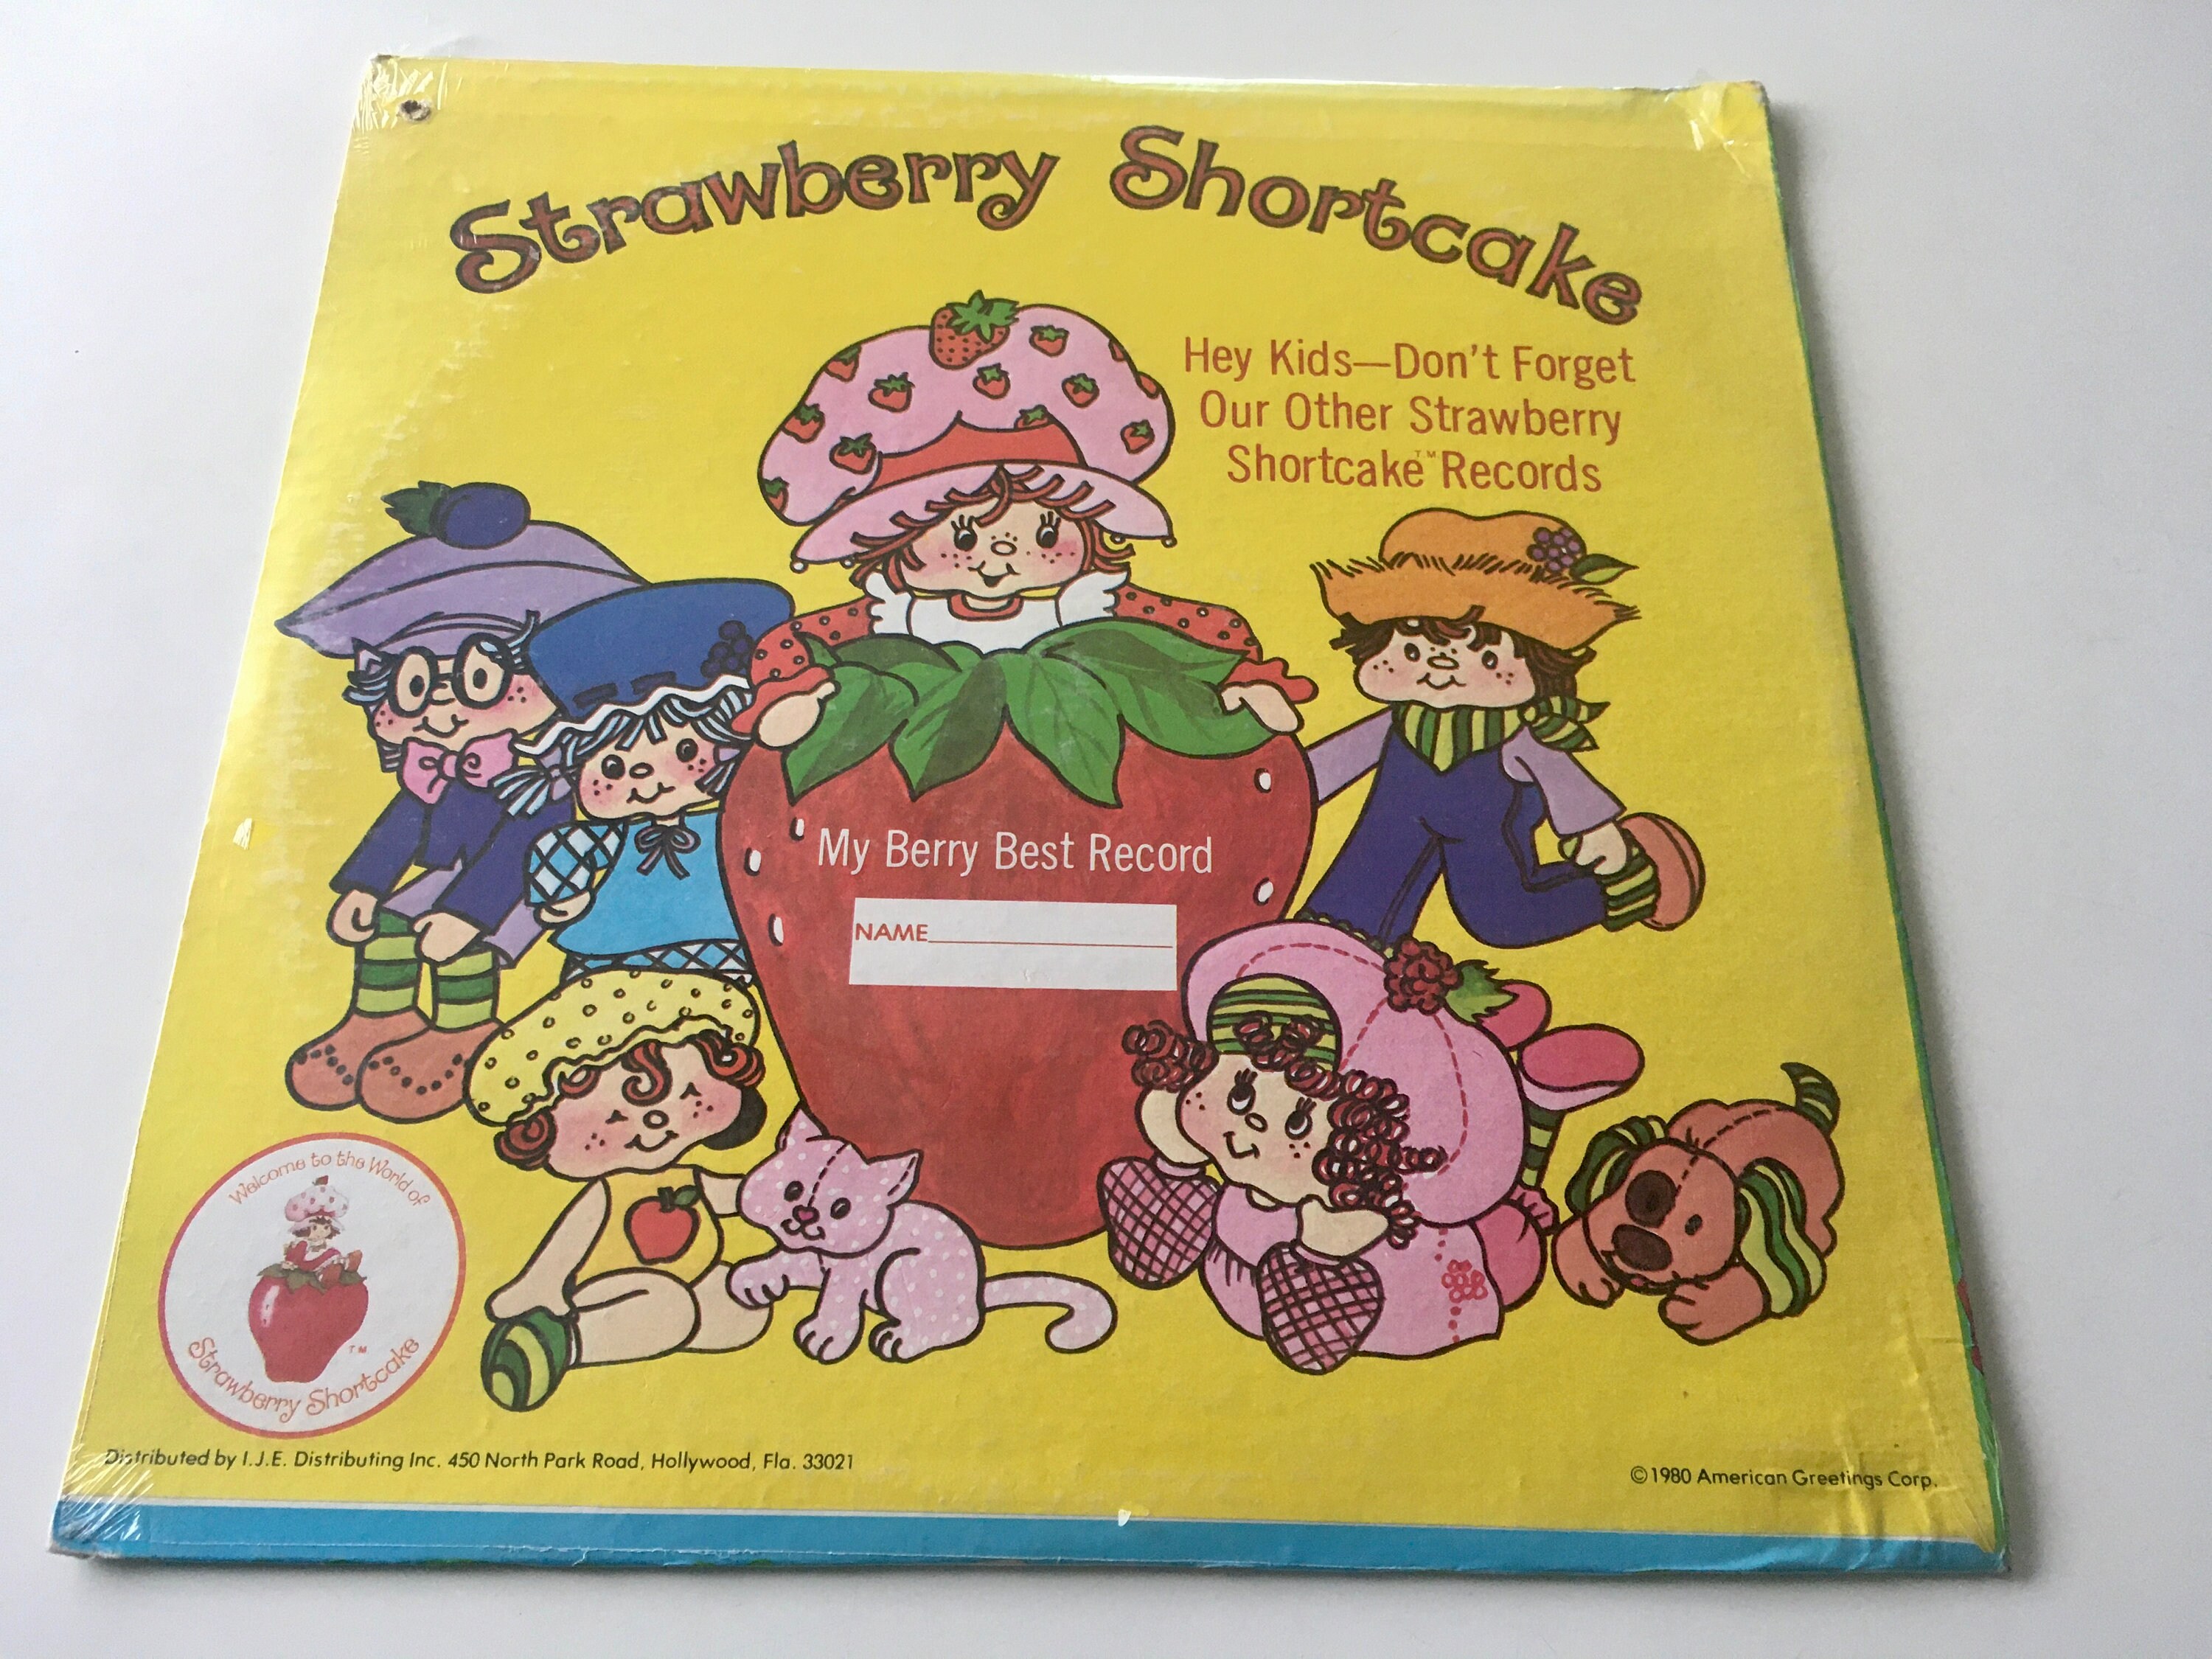 Strawberry Shortcake
Hey Kids—Don't Forget
Our Other Strawberry
Shortcake™ Records
My Berry Best Record
NAME
Welcome to the World of
Strawberry Shortcake
TM
Distributed by I.J.E. Distributing Inc. 450 North Park Road, Hollywood, Fla. 33021
©1980 American Greetings Corp.